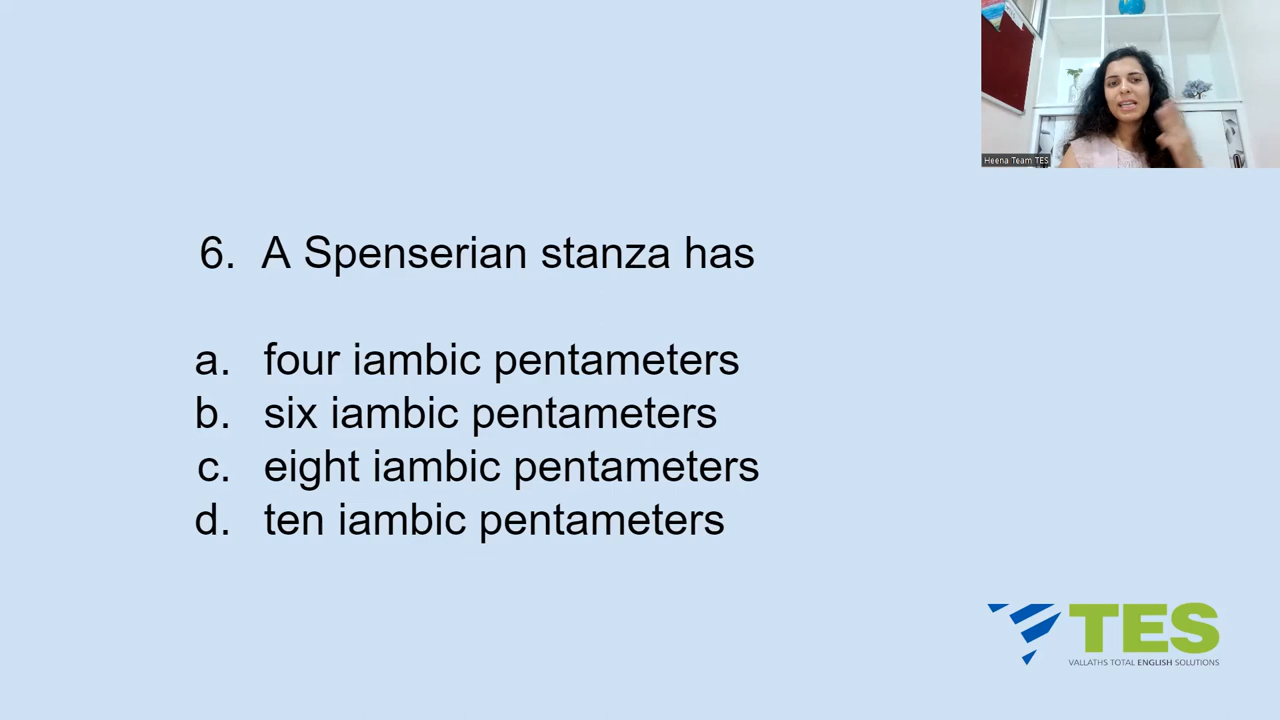 Heena Team TES
6. A Spenserian stanza has
a. four iambic pentameters
b. six iambic pentameters
c. eight iambic pentameters
d. ten iambic pentameters
TES
VALLATHS TOTAL ENGLISH SOLUTIONS